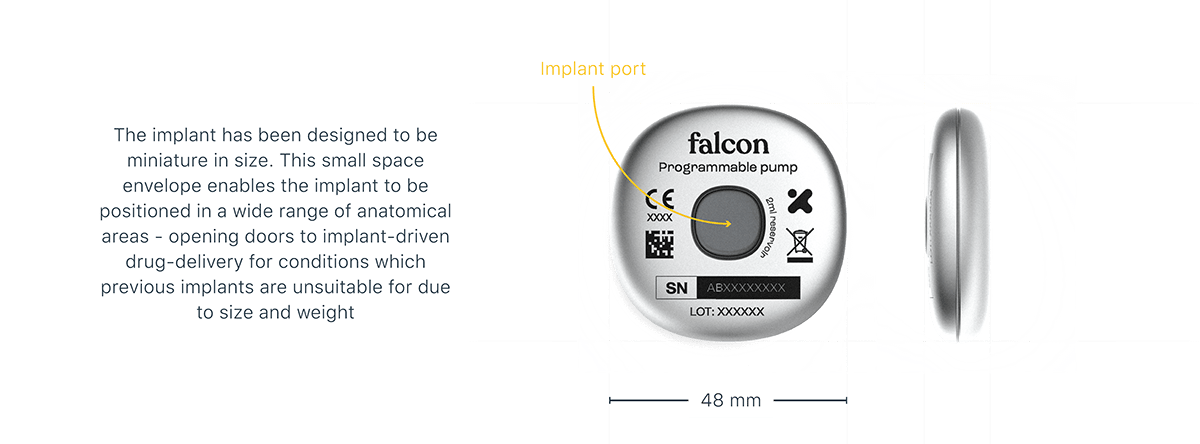 Implant port
The implant has been designed to be
miniature in size. This small space
envelope enables the implant to be
positioned in a wide range of anatomical
areas - opening doors to implant-driven
drug-delivery for conditions which
previous implants are unsuitable for due
to size and weight
falcon
Programmable pump
CE
XXXX
gml reservoir
SN ABXXXXXXXX
LOT: XXXXXX
48 mm